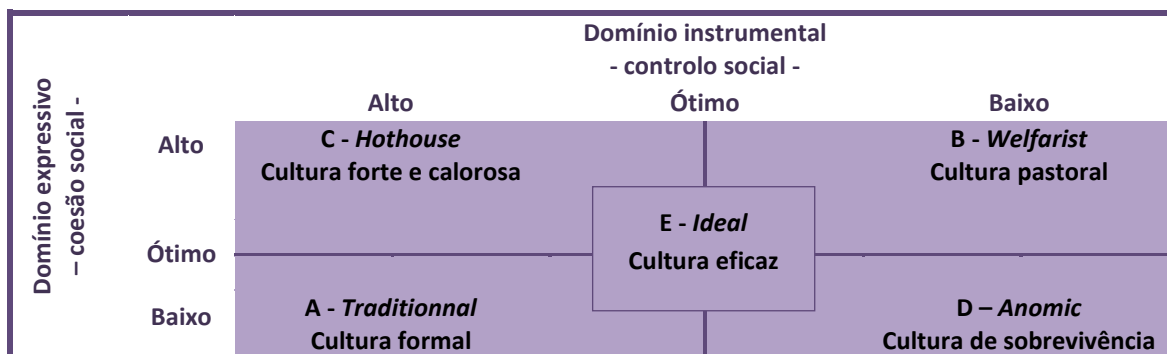 Domínio instrumental
- controlo social -
Alto Ótimo Baixo
Domínio expressivo
– coesão social -
Alto
C - Hothouse
Cultura forte e calorosa
B - Welfarist
Cultura pastoral
Ótimo
E - Ideal
Cultura eficaz
Baixo
A - Traditionnal
Cultura formal
D – Anomic
Cultura de sobrevivência